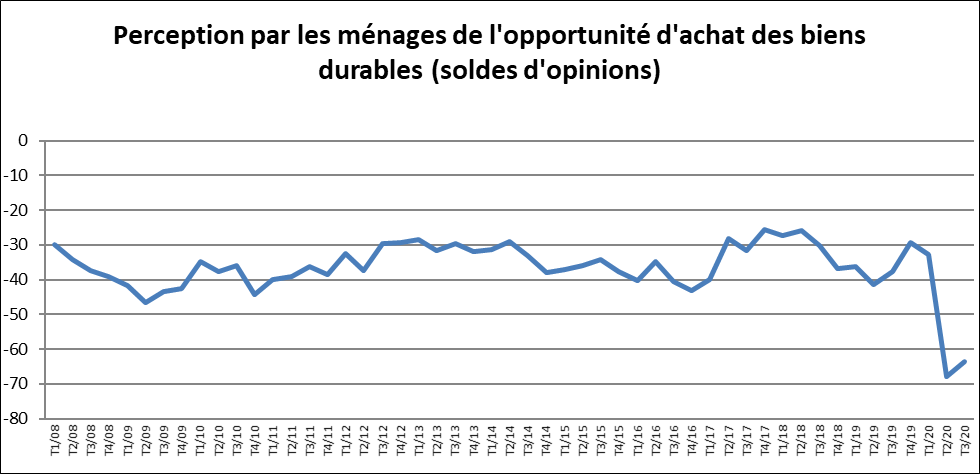 Perception par les ménages de l'opportunité d'achat des biens
durables (soldes d'opinions)
0
-10
-20
-30
-40
-50
-60
-70
-80
T1/08
T2/08
T3/08
T4/08
T1/09
T2/09
T3/09
T4/09
T1/10
T2/10
T3/10
T4/10
T1/11
T2/11
T3/11
T4/11
T1/12
T2/12
T3/12
T4/12
T1/13
T2/13
T3/13
T4/13
T1/14
T2/14
T3/14
T4/14
T1/15
T2/15
T3/15
T4/15
T1/16
T2/16
T3/16
T4/16
T1/17
T2/17
T3/17
T4/17
T1/18
T2/18
T3/18
T4/18
T1/19
T2/19
T3/19
T4/19
T1/20
T2/20
T3/20